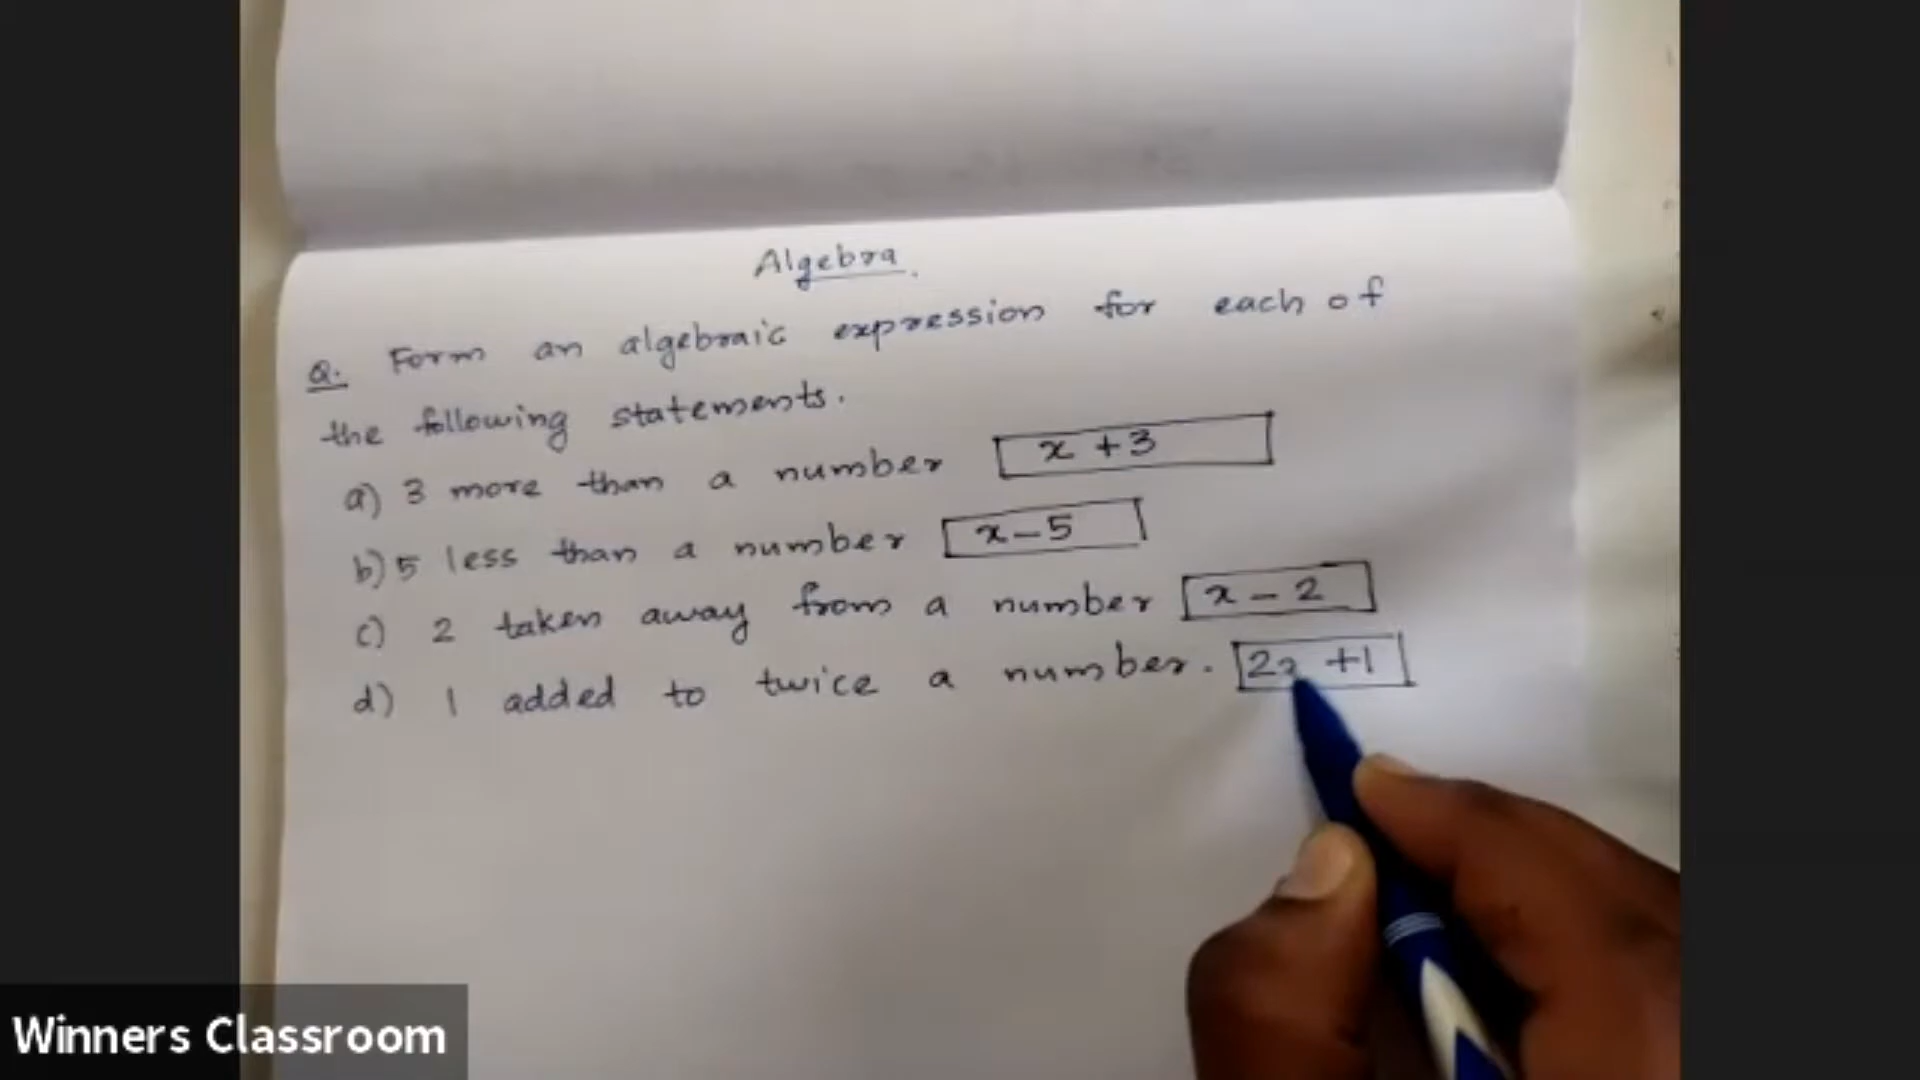 Algebra.
Q. Form an algebraic expression for each of
the following statements.
a) 3 more than a number x + 3
b) 5 less than a number x - 5
c) 2 taken away from a number x - 2
d) 1 added to twice a number. 2x + 1
Winners Classroom